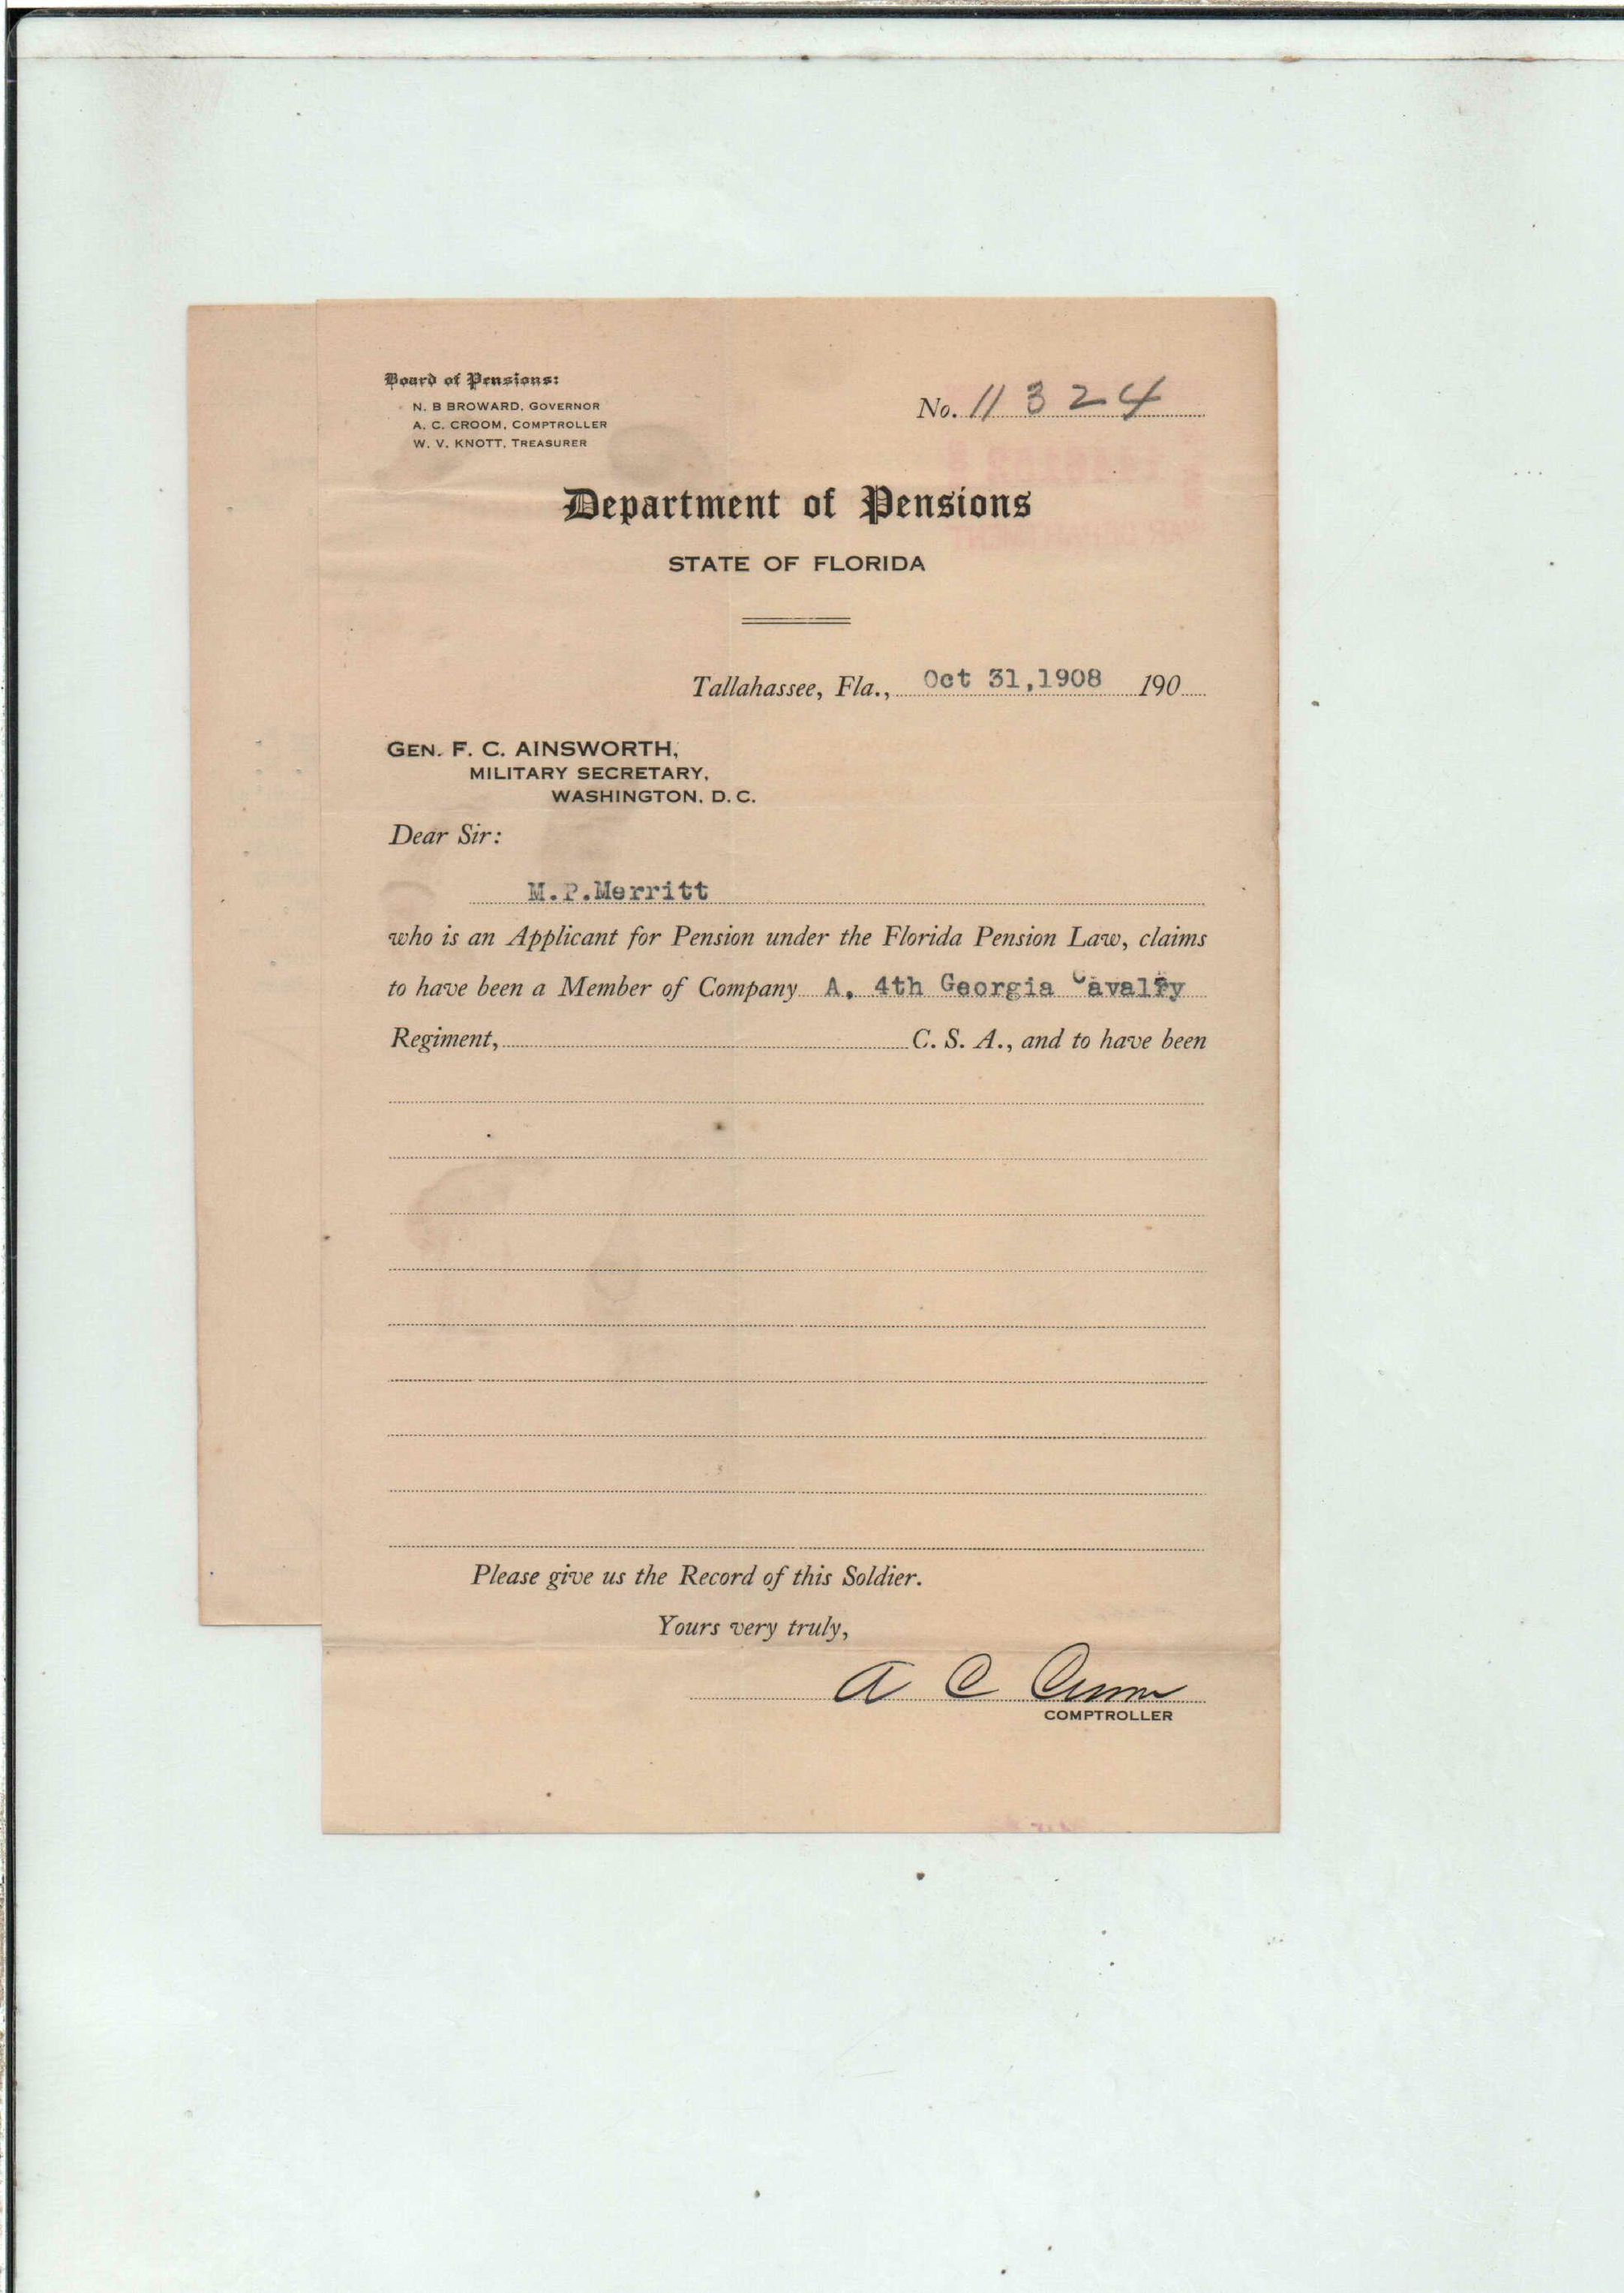 Board of Pensions:
N. B BROWARD, GOVERNOR
A. C. CROOM, COMPTROLLER
W. V. KNOTT, TREASURER
No. 11324
Department of Pensions
STATE OF FLORIDA
Tallahassee, Fla., Oct 31,1908 190
GEN. F. C. AINSWORTH,
MILITARY SECRETARY,
WASHINGTON, D. C.
Dear Sir:
M.P.Merritt
who is an Applicant for Pension under the Florida Pension Law, claims
to have been a Member of Company A. 4th Georgia Cavalry
Regiment, C. S. A., and to have been
Please give us the Record of this Soldier.
Yours very truly,
A C Croom
COMPTROLLER